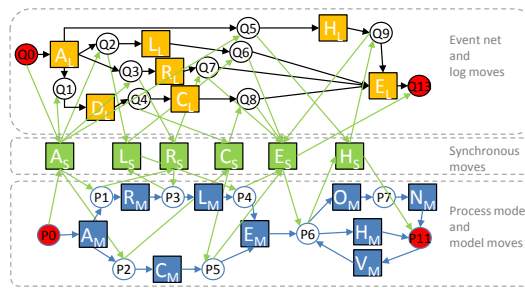 Q0
A_L
Q1
Q2
L_L
Q3
R_L
D_L
Q4
C_L
Q5
Q6
Q7
Q8
H_L
Q9
E_L
Q13
Event net
and
log moves
A_S
L_S
R_S
C_S
E_S
H_S
Synchronous
moves
P0
A_M
P1
R_M
P3
L_M
P4
P2
C_M
P5
E_M
P6
O_M
P7
N_M
H_M
P11
V_M
Process mode
and
model moves